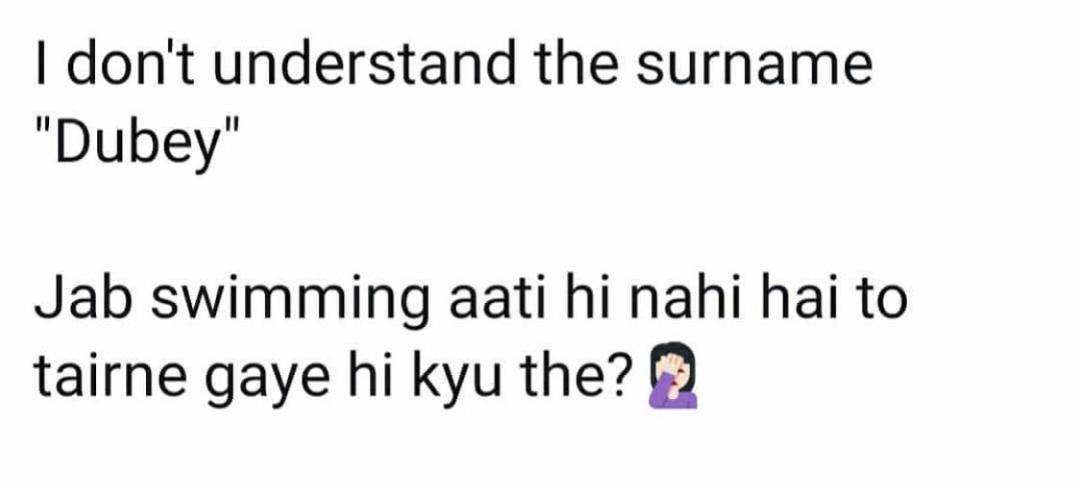 I don't understand the surname
"Dubey"
Jab swimming aati hi nahi hai to
tairne gaye hi kyu the? 🤦🏻‍♀️